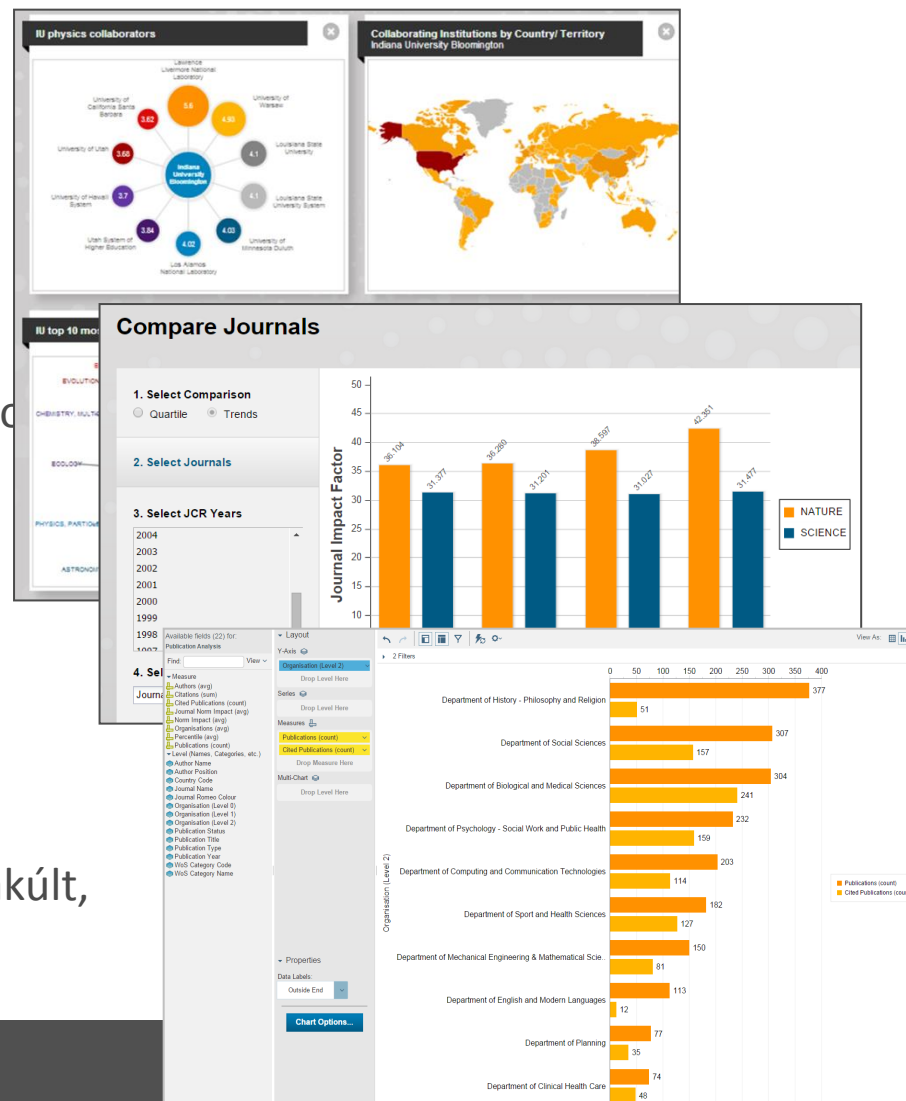 IU physics collaborators
Lawrence
Livermore National
Laboratory
5.6
University of
Warsaw
4.93
Louisiana State
University
4.1
Louisiana State
University System
4.1
University of
Minnesota Duluth
4.03
Los Alamos
National Laboratory
4.02
Utah System of
Higher Education
3.84
University of Hawaii
System
3.7
University of Utah
3.68
University of
California Santa
Barbara
3.62
Indiana
University
Bloomington
Collaborating Institutions by Country/ Territory
Indiana University Bloomington
IU top 10 mo
EVOLUTION
CHEMISTRY, MULTI
ECOLOGY
PHYSICS, PARTICLE
Compare Journals
1. Select Comparison
Quartile Trends
2. Select Journals
3. Select JCR Years
2004
2003
2002
2001
2000
1999
1998
1997
4. Sel
Journa
Journal Impact Factor
50
45
40
35
30
25
20
15
10
36.104
31.377
36.280
31.201
38.597
31.027
42.351
31.477
NATURE
SCIENCE
kúlt,
Available fields (22) for:
Publication Analysis
Find: View
Measure
Authors (avg)
Citations (sum)
Cited Publications (count)
Journal Norm Impact (avg)
Norm Impact (avg)
Organisations (avg)
Percentile (avg)
Publications (count)
Level (Names, Categories, etc.)
Author Name
Author Position
Country Code
Journal Name
Journal Romeo Colour
Organisation (Level 0)
Organisation (Level 1)
Organisation (Level 2)
Publication Status
Publication Title
Publication Type
Publication Year
WoS Category Code
WoS Category Name
Layout
Y-Axis
Organisation (Level 2)
Drop Level Here
Series
Drop Level Here
Measures
Publications (count)
Cited Publications (count)
Drop Measure Here
Multi-Chart
Drop Level Here
Properties
Data Labels:
Outside End
Chart Options...
2 Filters
View As:
0 50 100 150 200 250 300 350 400
Organisation (Level 2)
Department of History - Philosophy and Religion
377
51
Department of Social Sciences
307
157
Department of Biological and Medical Sciences
304
241
Department of Psychology - Social Work and Public Health
232
159
Department of Computing and Communication Technologies
203
114
Department of Sport and Health Sciences
182
127
Department of Mechanical Engineering & Mathematical Scie..
150
81
Department of English and Modern Languages
113
12
Department of Planning
77
35
Department of Clinical Health Care
74
48
Publications (count)
Cited Publications (cou